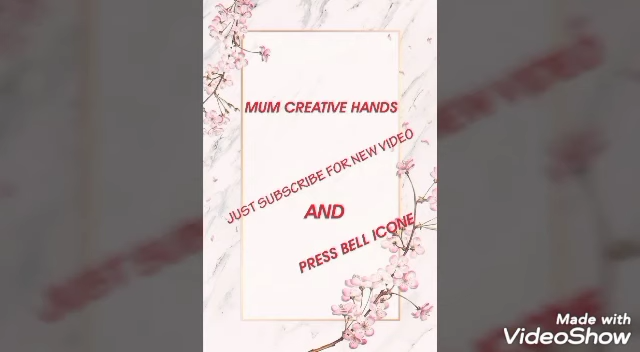 MUM CREATIVE HANDS
JUST SUBSCRIBE FOR NEW VIDEO
AND
PRESS BELL ICONE
Made with
VideoShow